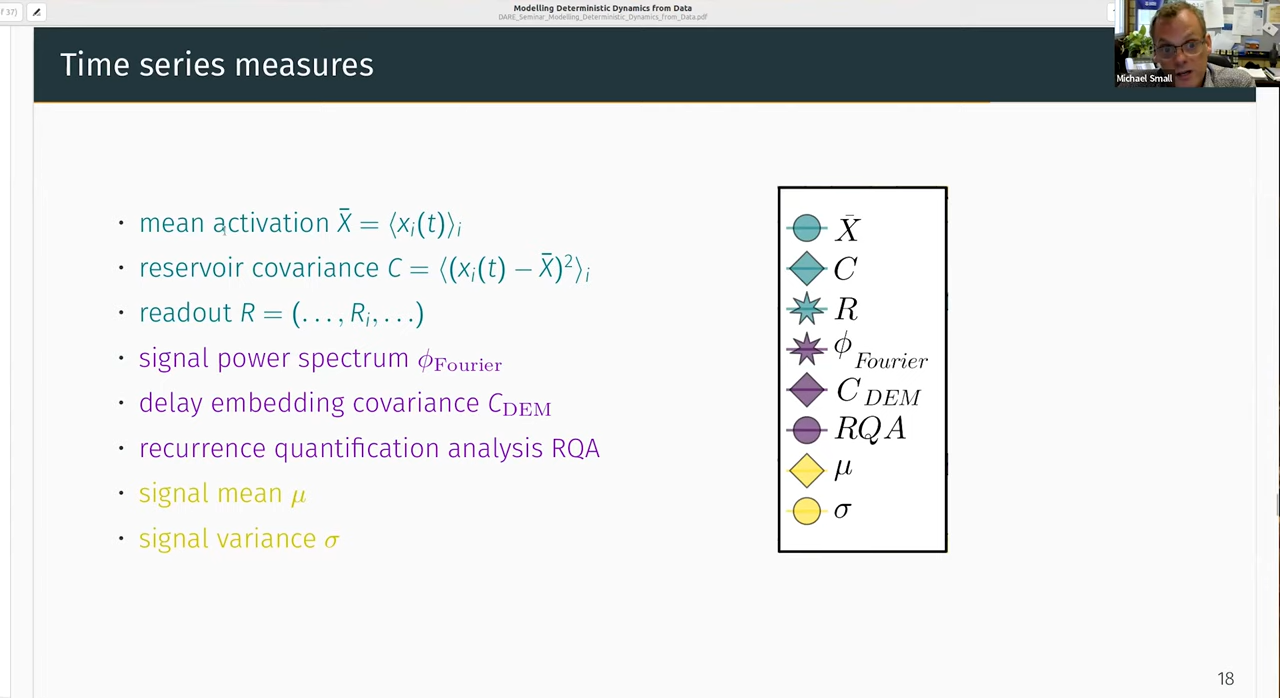 f 37)
Modelling Deterministic Dynamics from Data
DARE_Seminar_Modelling_Deterministic_Dynamics_from_Data.pdf
Time series measures
Michael Small
• mean activation X̄ = ⟨xᵢ(t)⟩ᵢ
• reservoir covariance C = ⟨(xᵢ(t) − X̄)²⟩ᵢ
• readout R = (…, Rᵢ, …)
• signal power spectrum ϕ_Fourier
• delay embedding covariance C_DEM
• recurrence quantification analysis RQA
• signal mean μ
• signal variance σ
X̄
C
R
ϕ_Fourier
C_DEM
RQA
μ
σ
18